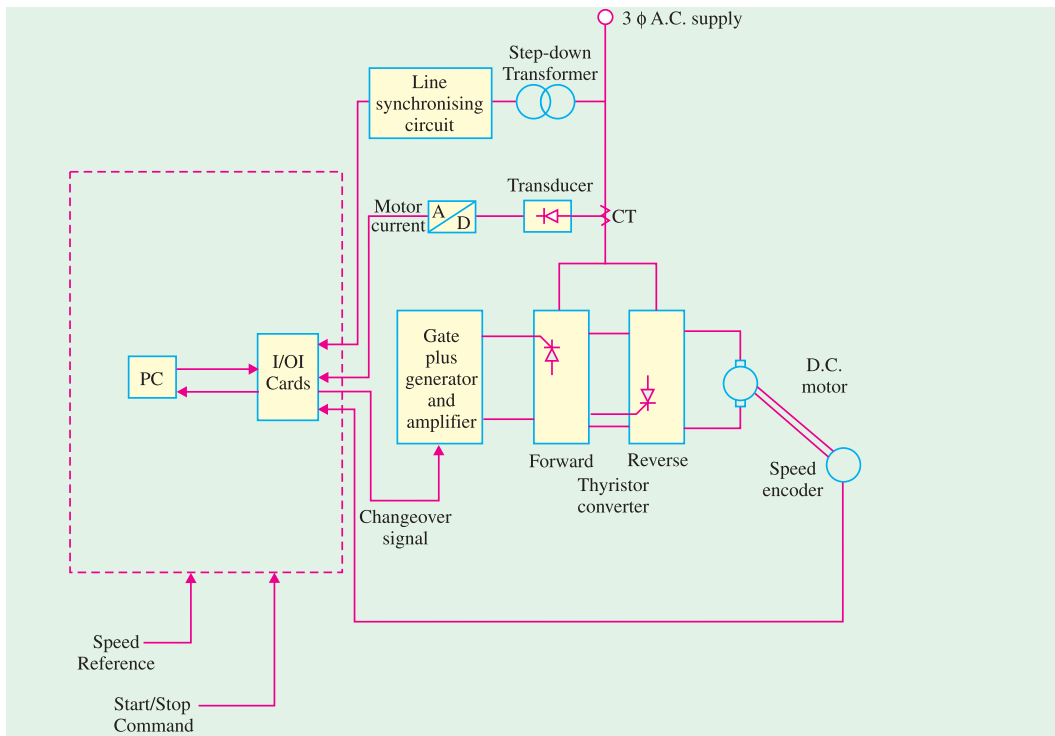 3 ϕ A.C. supply
Step-down
Transformer
Line
synchronising
circuit
Transducer
Motor
current
A
D
CT
Gate
plus
generator
and
amplifier
I/OI
Cards
PC
D.C.
motor
Forward
Reverse
Thyristor
converter
Speed
encoder
Changeover
signal
Speed
Reference
Start/Stop
Command